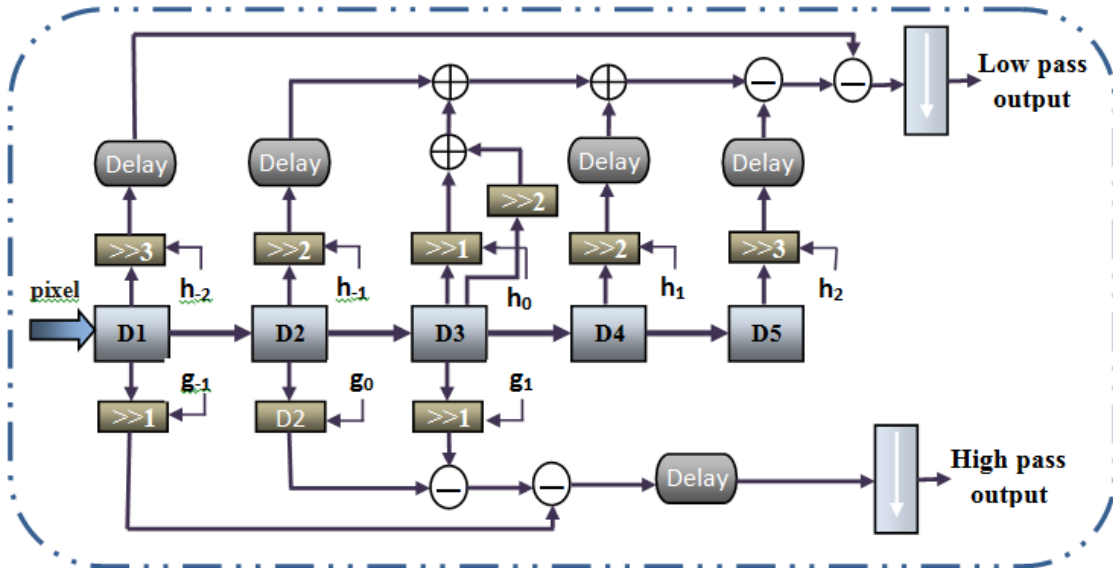 Low pass
output
Delay
Delay
>>2
Delay
Delay
>>3
>>2
>>1
>>2
>>3
h-2
h-1
h0
h1
h2
pixel
D1
D2
D3
D4
D5
g-1
g0
g1
>>1
D2
>>1
Delay
High pass
output